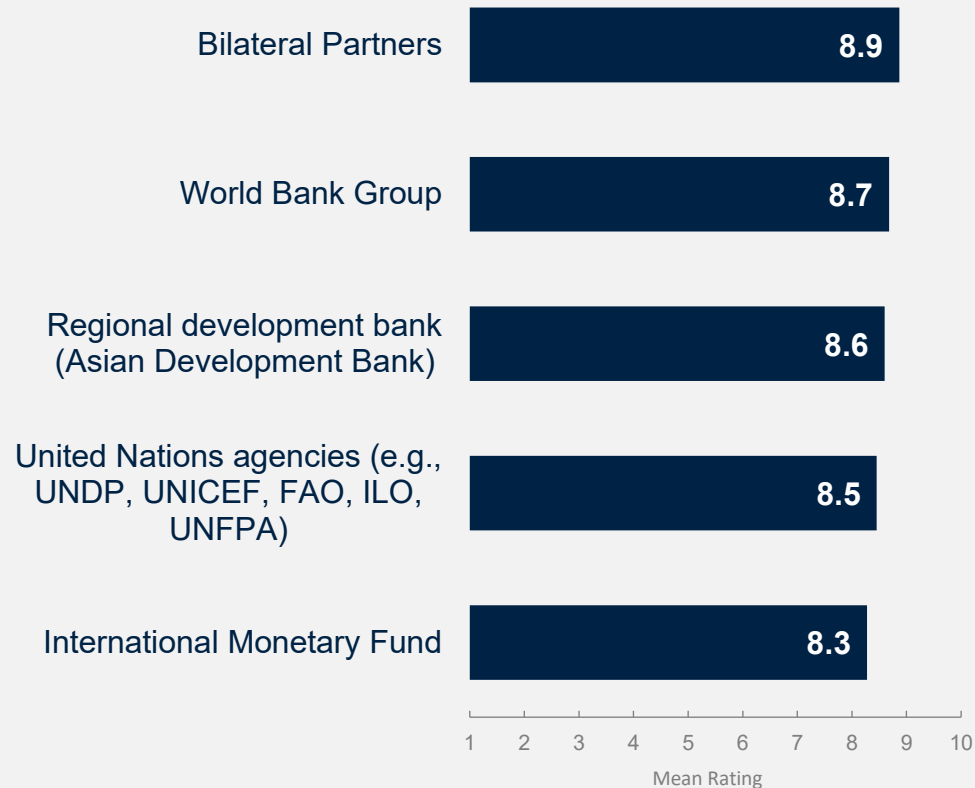 Bilateral Partners
8.9
World Bank Group
8.7
Regional development bank
(Asian Development Bank)
8.6
United Nations agencies (e.g.,
UNDP, UNICEF, FAO, ILO,
UNFPA)
8.5
International Monetary Fund
8.3
1 2 3 4 5 6 7 8 9 10
Mean Rating